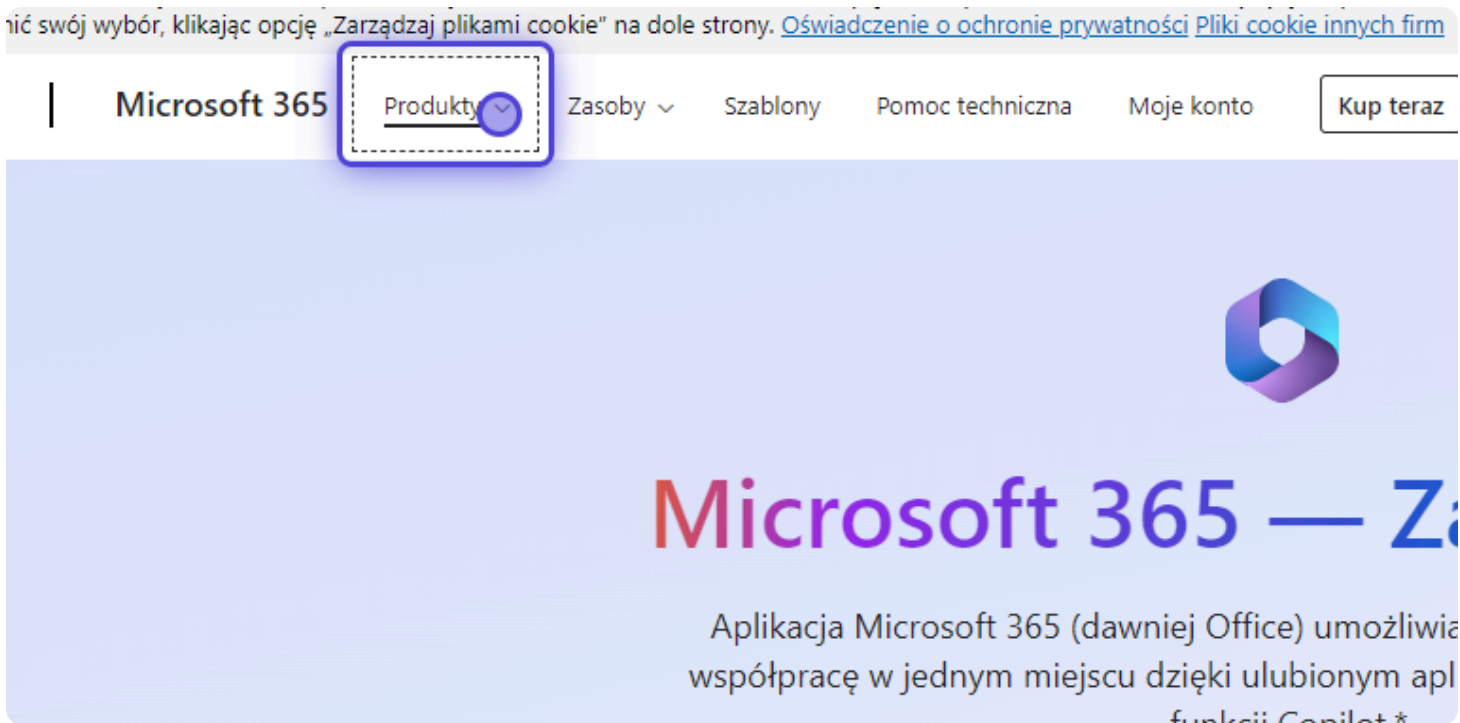 nić swój wybór, klikając opcję „Zarządzaj plikami cookie” na dole strony. Oświadczenie o ochronie prywatności Pliki cookie innych firm
Microsoft 365 Produkty Zasoby Szablony Pomoc techniczna Moje konto Kup teraz
Microsoft 365 — Za
Aplikacja Microsoft 365 (dawniej Office) umożliwia
współpracę w jednym miejscu dzięki ulubionym apl
funkcji Copilot.*